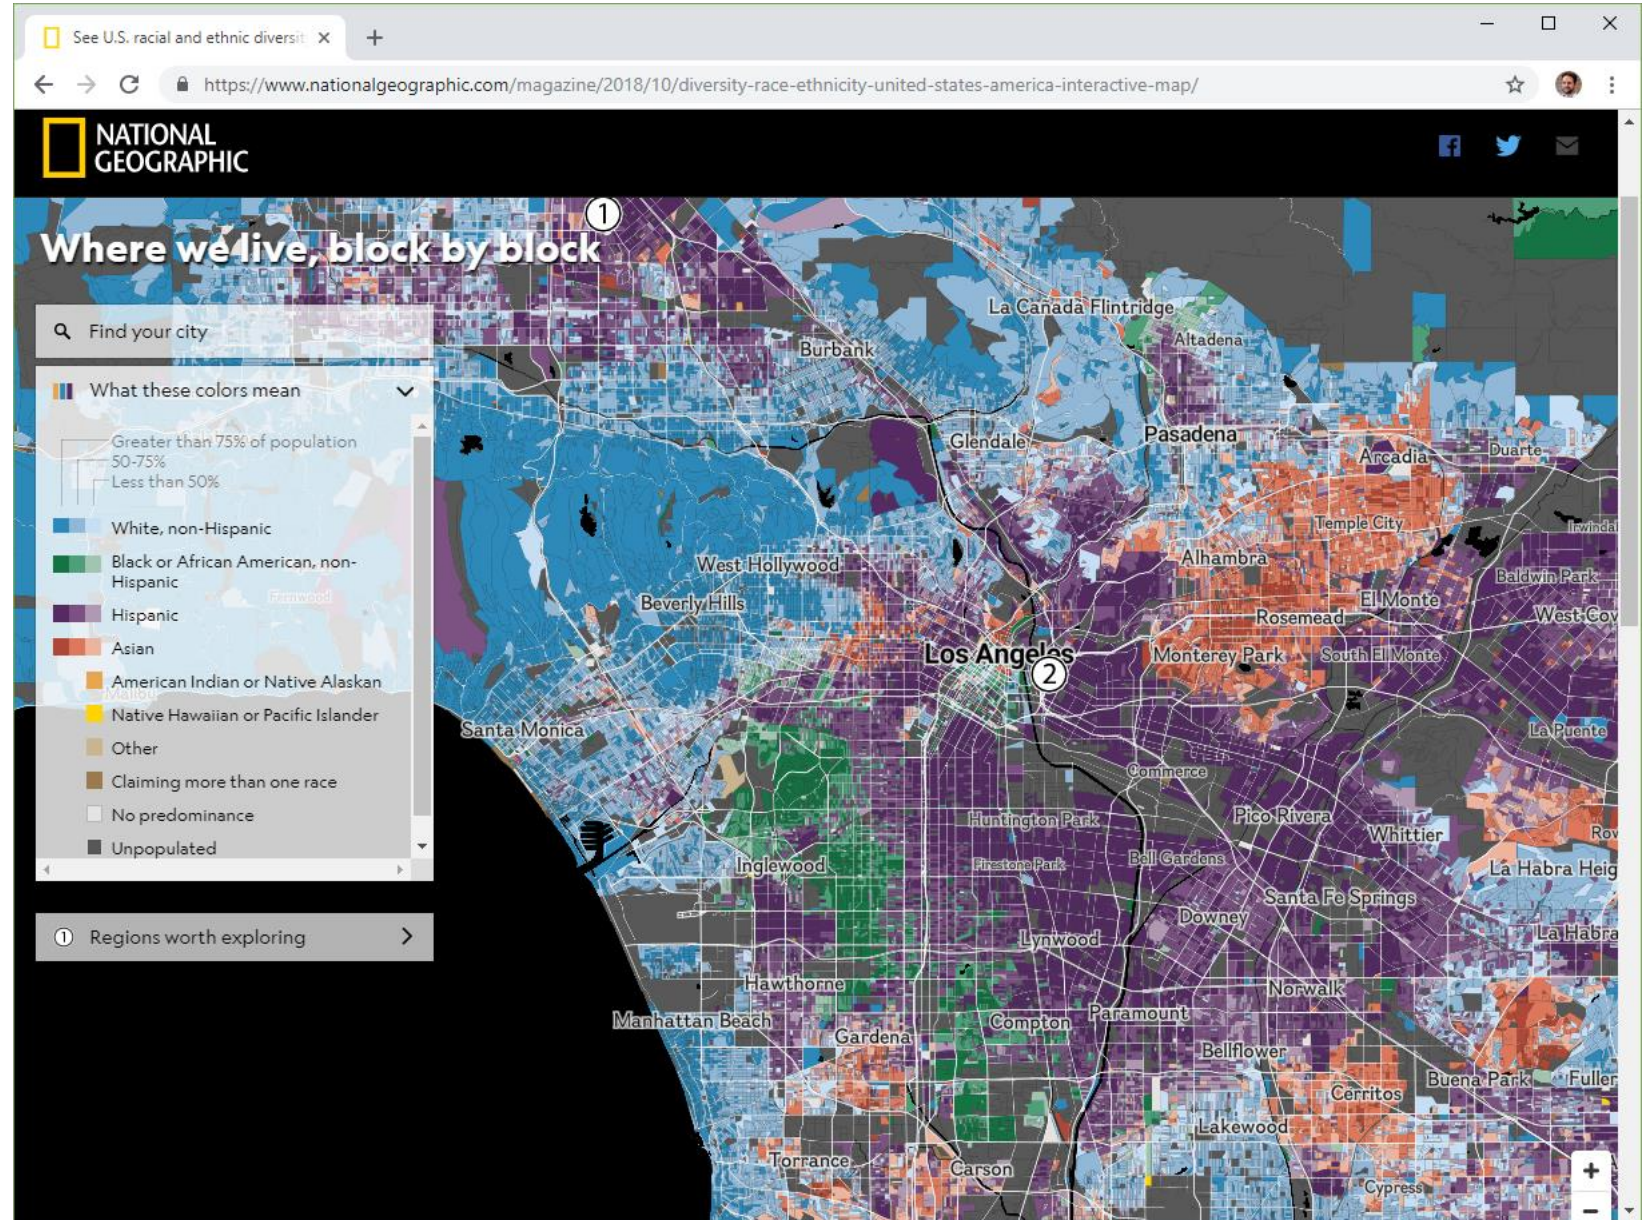 See U.S. racial and ethnic diversit
https://www.nationalgeographic.com/magazine/2018/10/diversity-race-ethnicity-united-states-america-interactive-map/
NATIONAL
GEOGRAPHIC
1
Where we live, block by block
Find your city
What these colors mean
Greater than 75% of population
50-75%
Less than 50%
White, non-Hispanic
Black or African American, non-
Hispanic
Hispanic
Asian
American Indian or Native Alaskan
Native Hawaiian or Pacific Islander
Other
Claiming more than one race
No predominance
Unpopulated
1 Regions worth exploring
Fernwood
Malibu
La Cañada Flintridge
Altadena
Burbank
Glendale
Pasadena
Arcadia
Duarte
Temple City
Irwindal
West Hollywood
Alhambra
Baldwin Park
Beverly Hills
El Monte
Rosemead
West Cov
Los Angeles
2
Monterey Park
South El Monte
Santa Monica
La Puente
Commerce
Huntington Park
Pico Rivera
Whittier
Row
Inglewood
Firestone Park
Bell Gardens
La Habra Heig
Santa Fe Springs
Downey
Lynwood
La Habra
Hawthorne
Norwalk
Manhattan Beach
Gardena
Compton
Paramount
Bellflower
Buena Park
Fuller
Cerritos
Lakewood
Torrance
Carson
Cypress